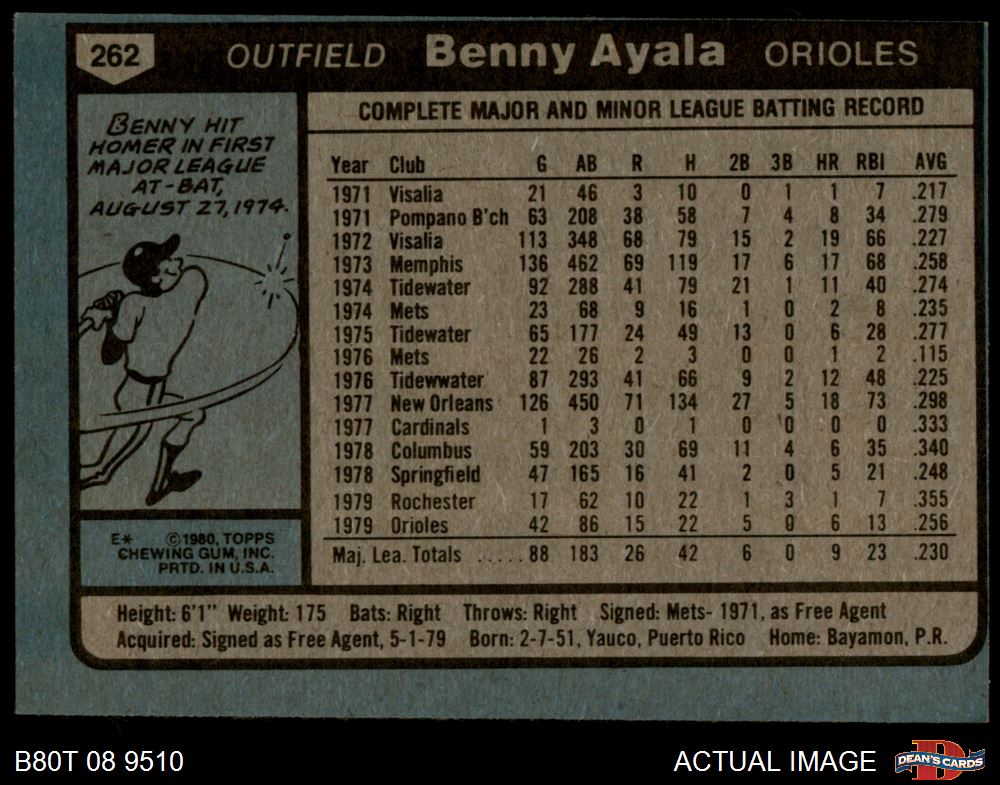 262 OUTFIELD Benny Ayala ORIOLES
BENNY HIT
HOMER IN FIRST
MAJOR LEAGUE
AT-BAT,
AUGUST 27, 1974.
COMPLETE MAJOR AND MINOR LEAGUE BATTING RECORD
Year Club G AB R H 2B 3B HR RBI AVG
1971 Visalia 21 46 3 10 0 1 1 7 .217
1971 Pompano B'ch 63 208 38 58 7 4 8 34 .279
1972 Visalia 113 348 68 79 15 2 19 66 .227
1973 Memphis 136 462 69 119 17 6 17 68 .258
1974 Tidewater 92 288 41 79 21 1 11 40 .274
1974 Mets 23 68 9 16 1 0 2 8 .235
1975 Tidewater 65 177 24 49 13 0 6 28 .277
1976 Mets 22 26 2 3 0 0 1 2 .115
1976 Tidewwater 87 293 41 66 9 2 12 48 .225
1977 New Orleans 126 450 71 134 27 5 18 73 .298
1977 Cardinals 1 3 0 1 0 0 0 0 .333
1978 Columbus 59 203 30 69 11 4 6 35 .340
1978 Springfield 47 165 16 41 2 0 5 21 .248
1979 Rochester 17 62 10 22 1 3 1 7 .355
1979 Orioles 42 86 15 22 5 0 6 13 .256
Maj. Lea. Totals ..... 88 183 26 42 6 0 9 23 .230
E* ©1980, TOPPS
CHEWING GUM, INC.
PRTD. IN U.S.A.
Height: 6'1" Weight: 175 Bats: Right Throws: Right Signed: Mets- 1971, as Free Agent
Acquired: Signed as Free Agent, 5-1-79 Born: 2-7-51, Yauco, Puerto Rico Home: Bayamon, P.R.
B80T 08 9510 ACTUAL IMAGE DEAN'S CARDS